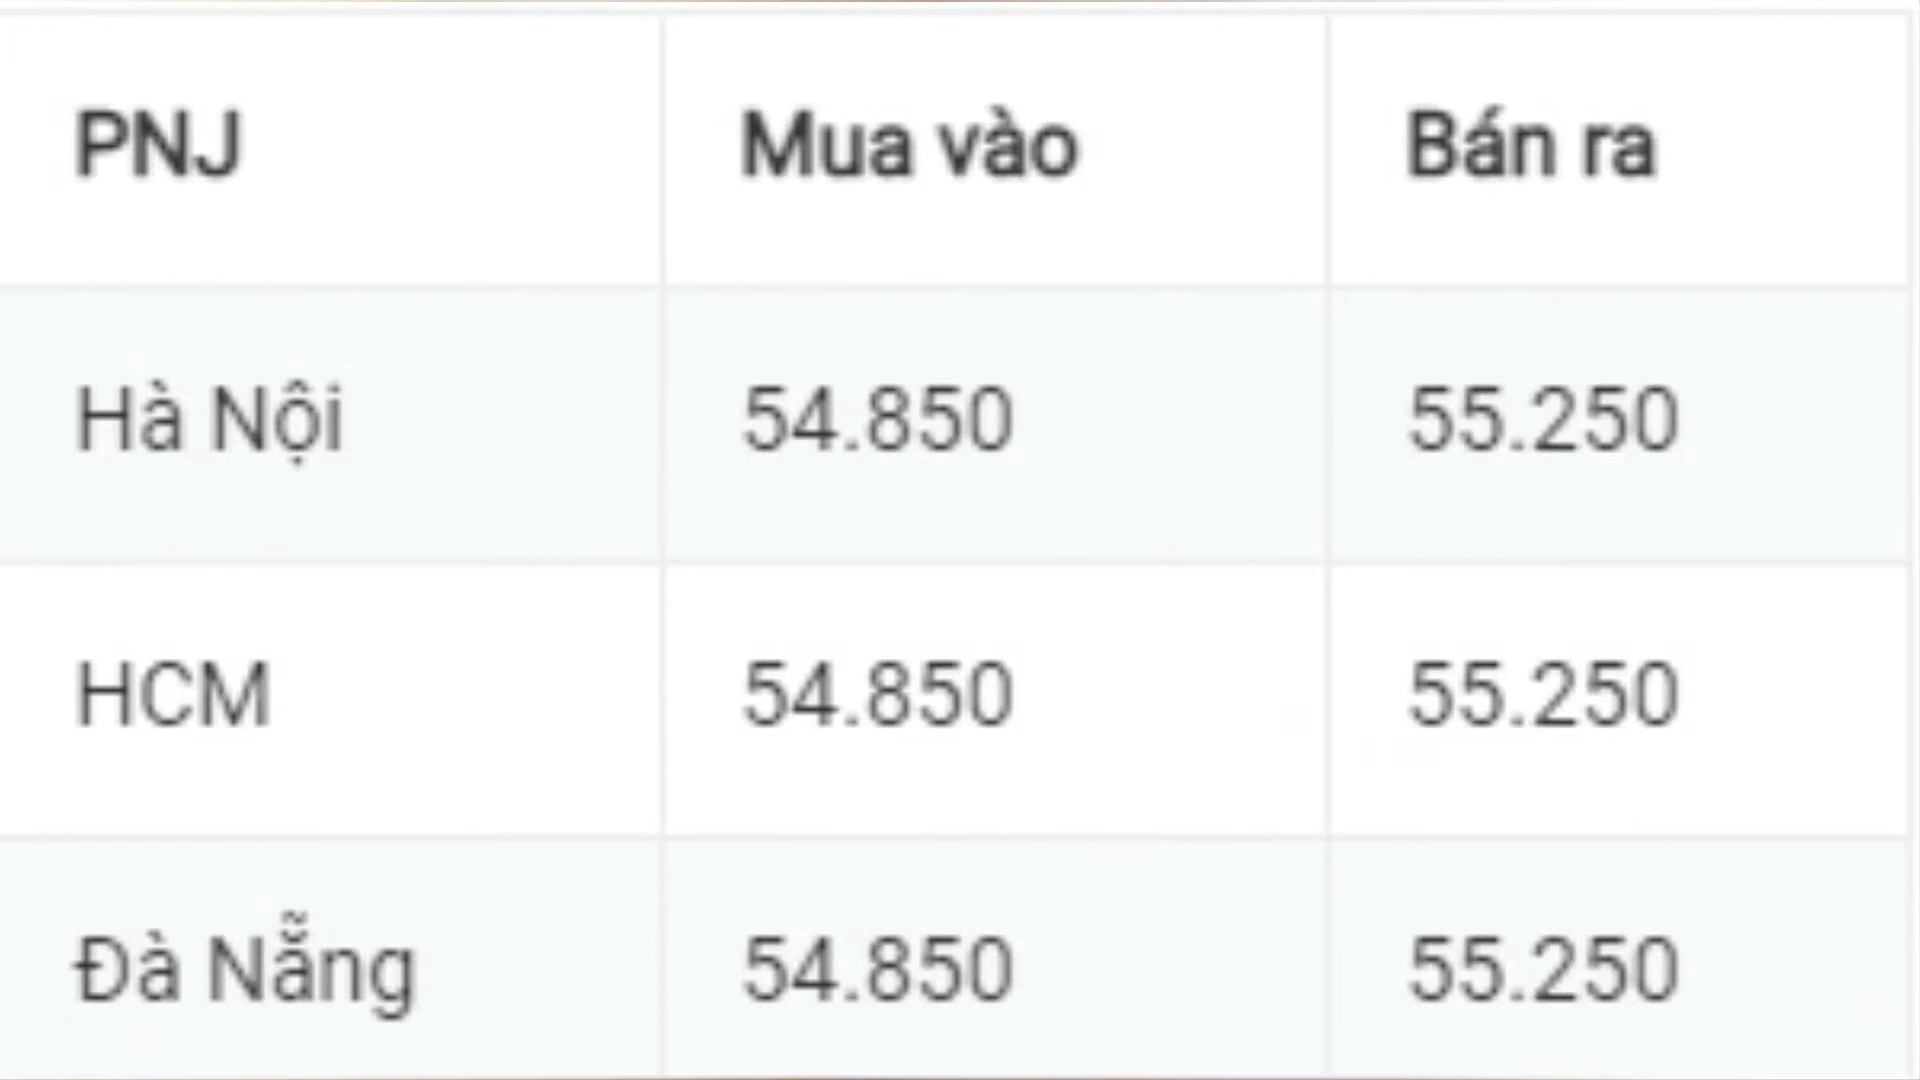 PNJ Mua vào Bán ra
Hà Nội 54.850 55.250
HCM 54.850 55.250
Đà Nẵng 54.850 55.250